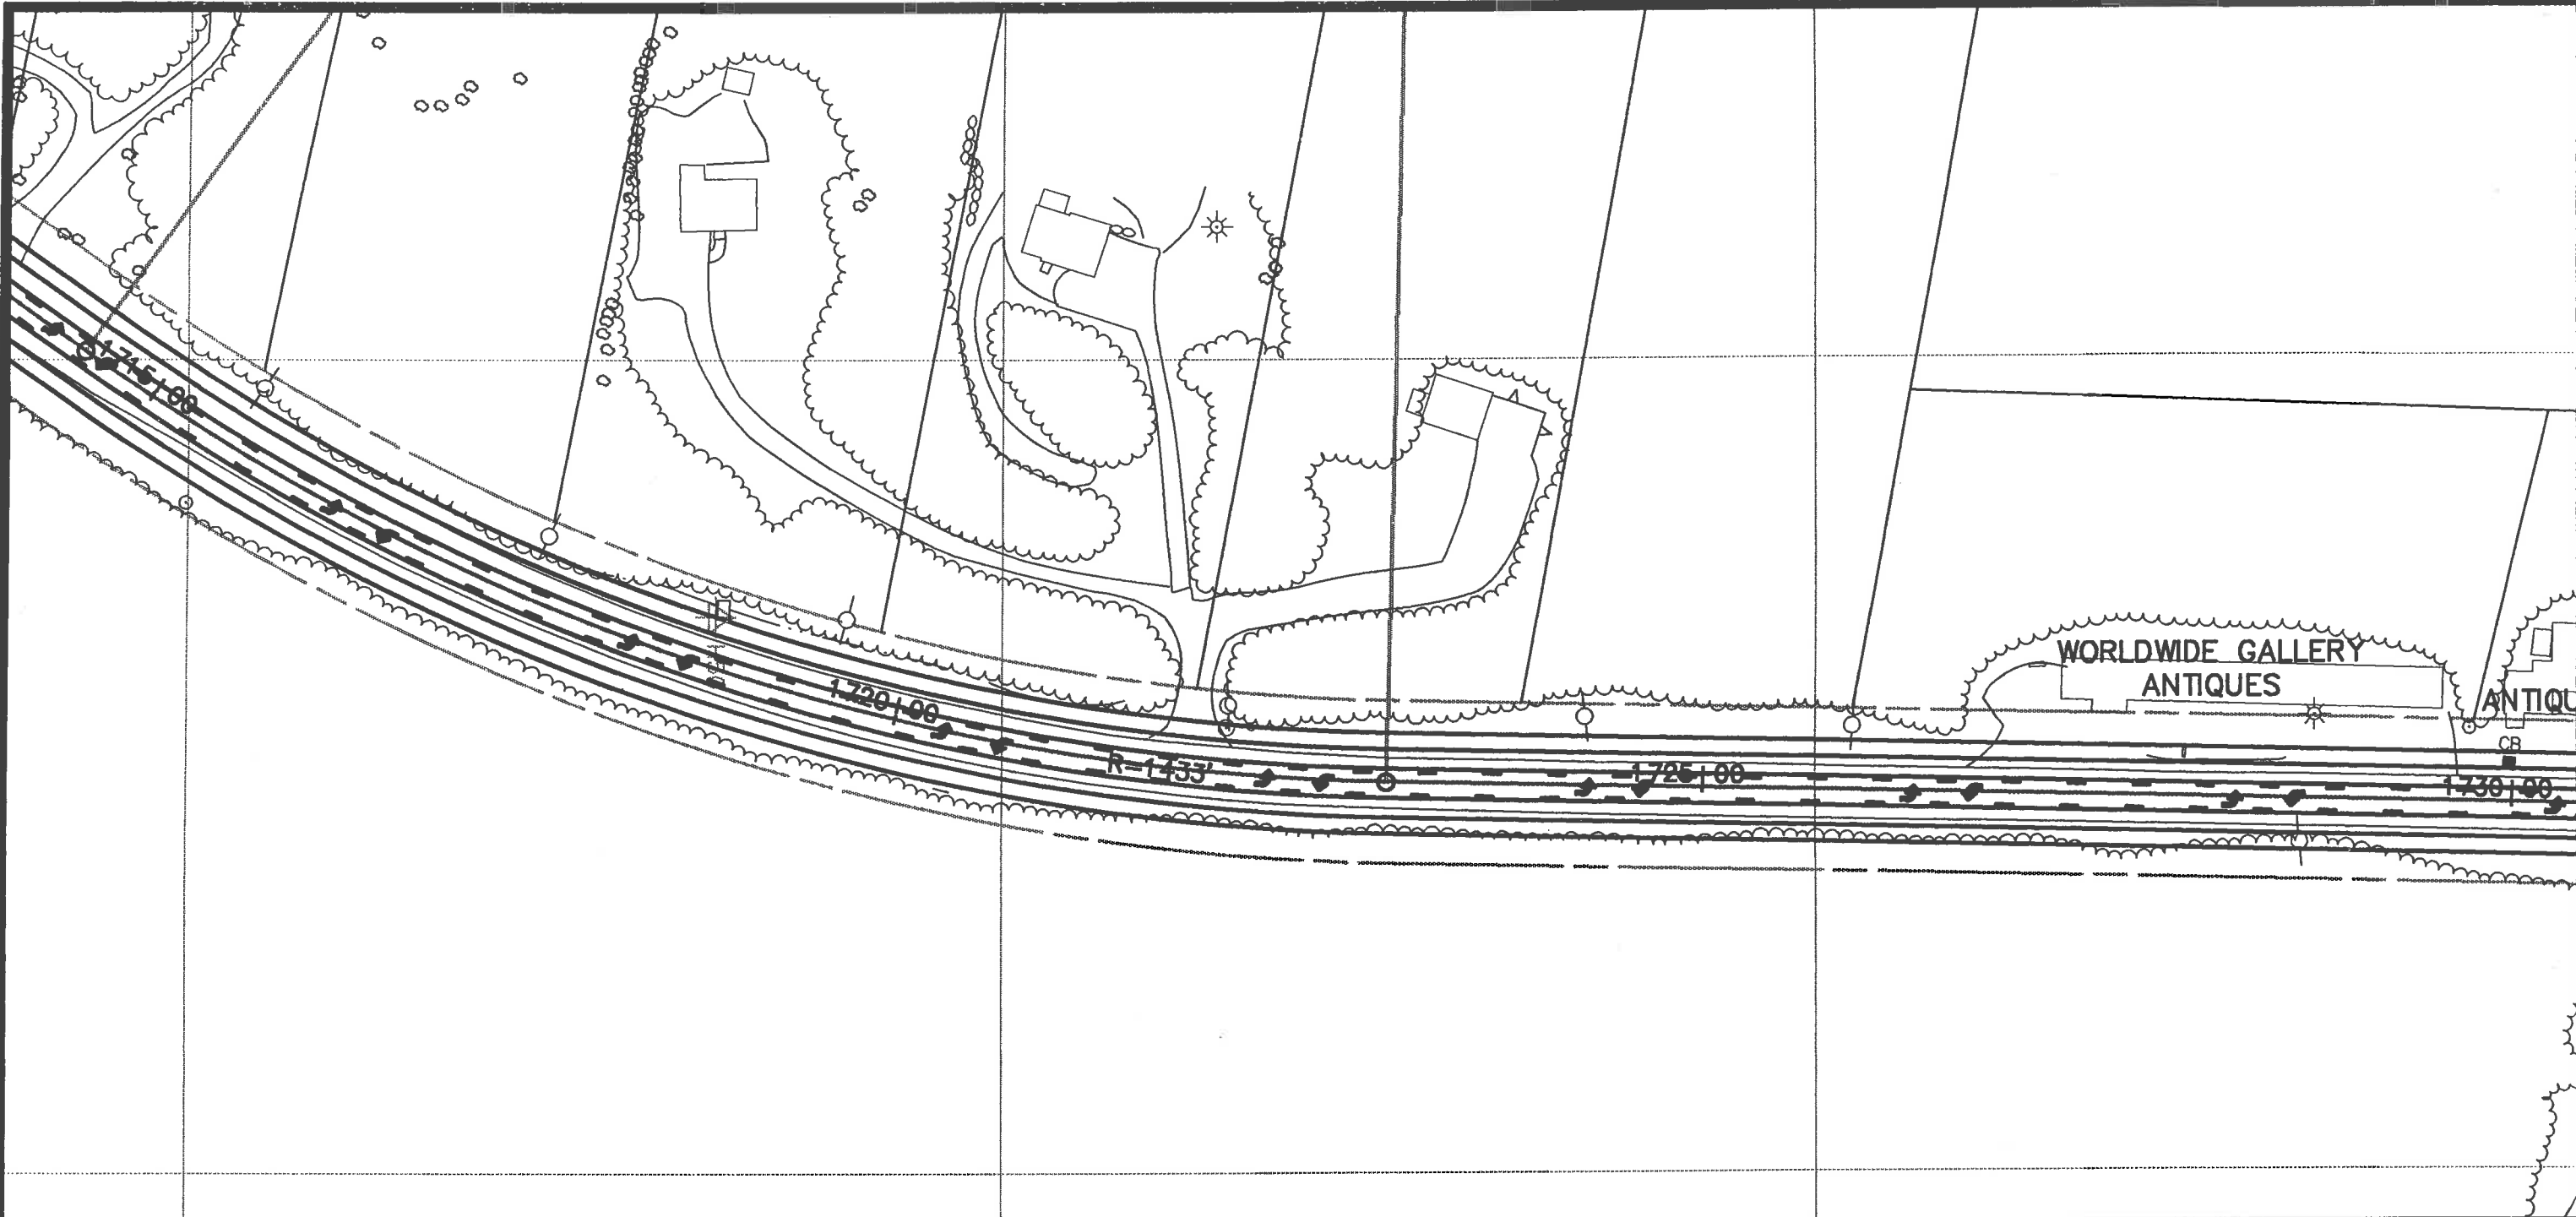 1715+00
1720+00
R=1433'
1725+00
WORLDWIDE GALLERY
ANTIQUES
ANTIQU
CB
1730+00